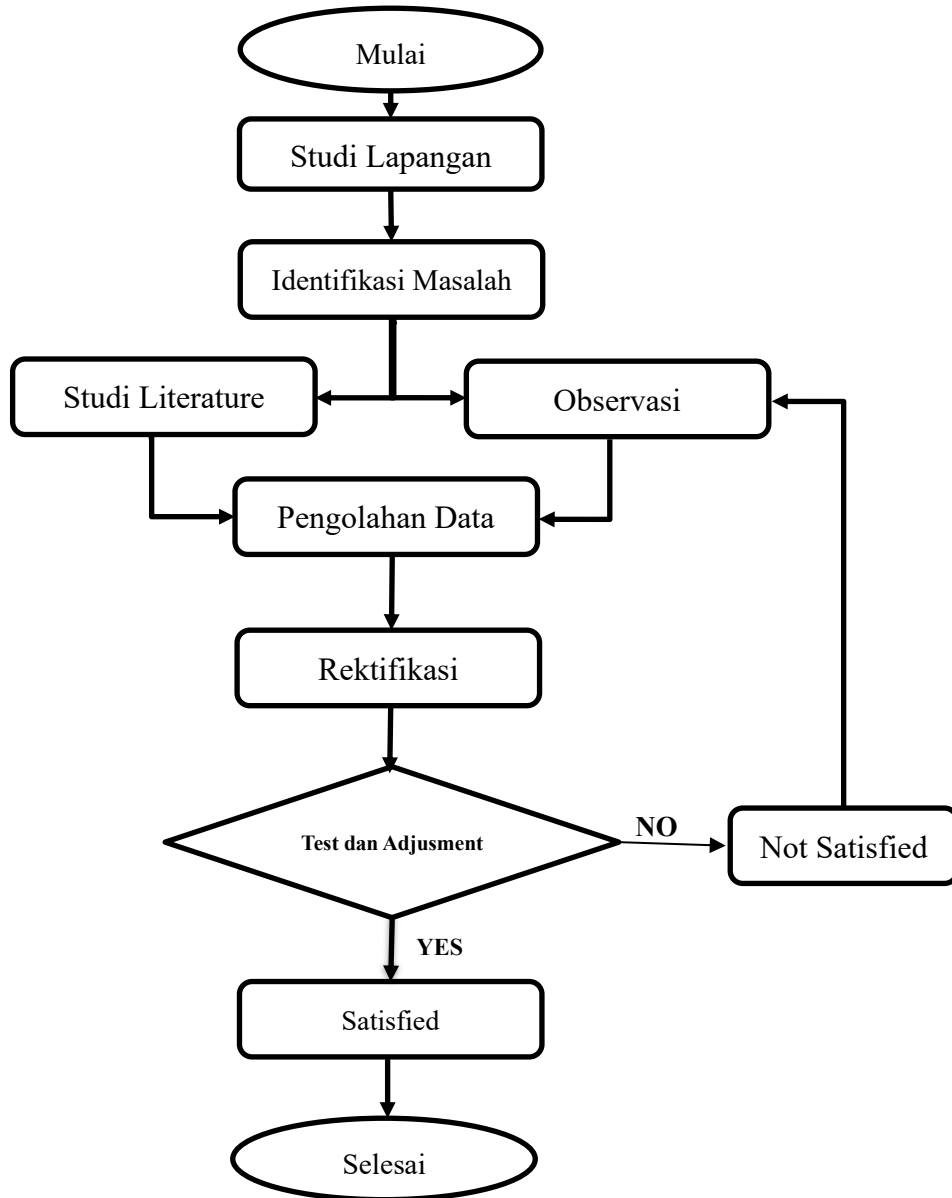 Mulai
Studi Lapangan
Identifikasi Masalah
Studi Literature
Observasi
Pengolahan Data
Rektifikasi
Test dan Adjusment
NO
Not Satisfied
YES
Satisfied
Selesai